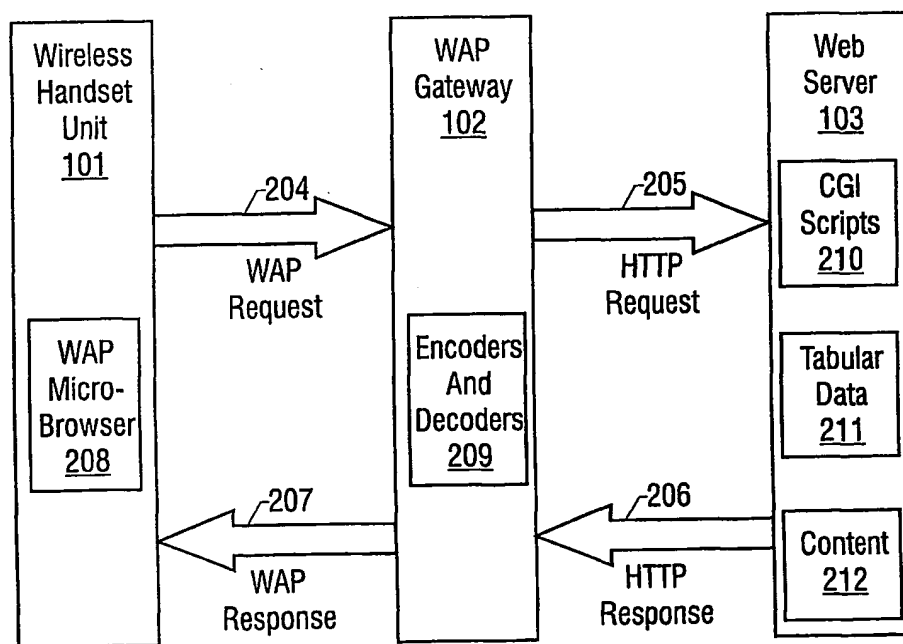 Wireless
Handset
Unit
101
WAP
Gateway
102
Web
Server
103
204
WAP
Request
205
HTTP
Request
CGI
Scripts
210
WAP
Micro-
Browser
208
Encoders
And
Decoders
209
Tabular
Data
211
207
WAP
Response
206
HTTP
Response
Content
212